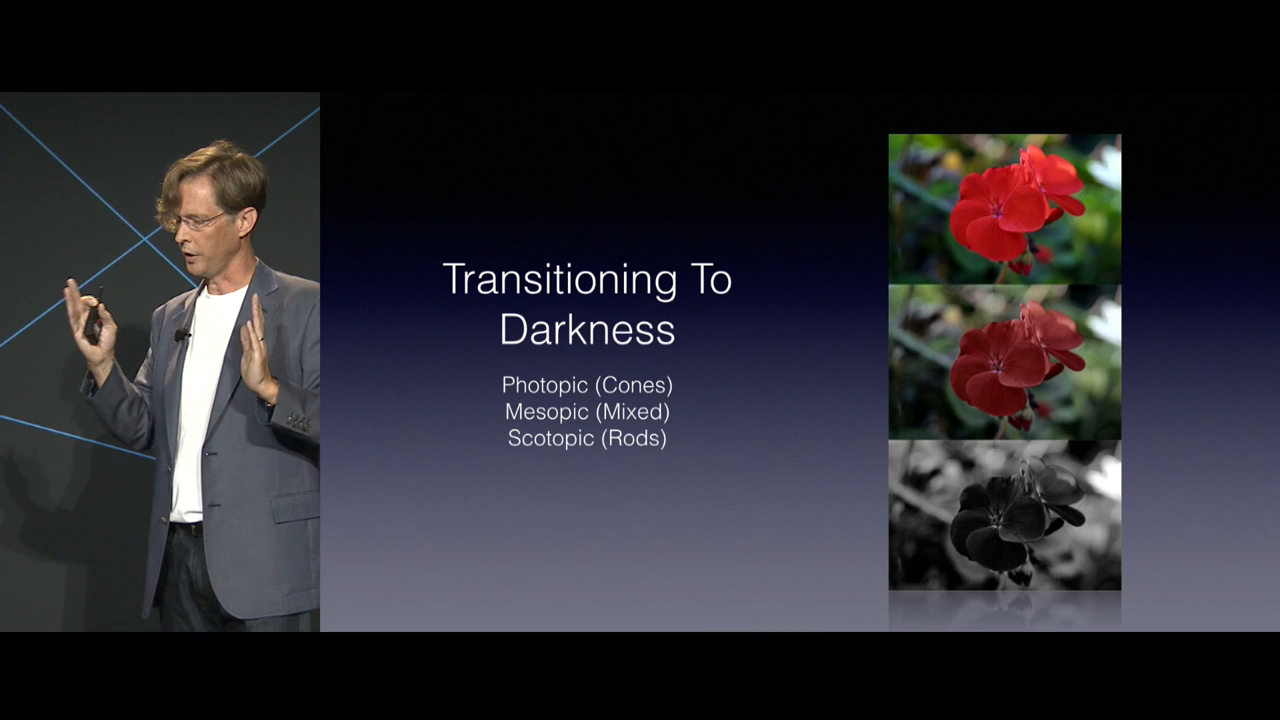 Transitioning To
Darkness
Photopic (Cones)
Mesopic (Mixed)
Scotopic (Rods)